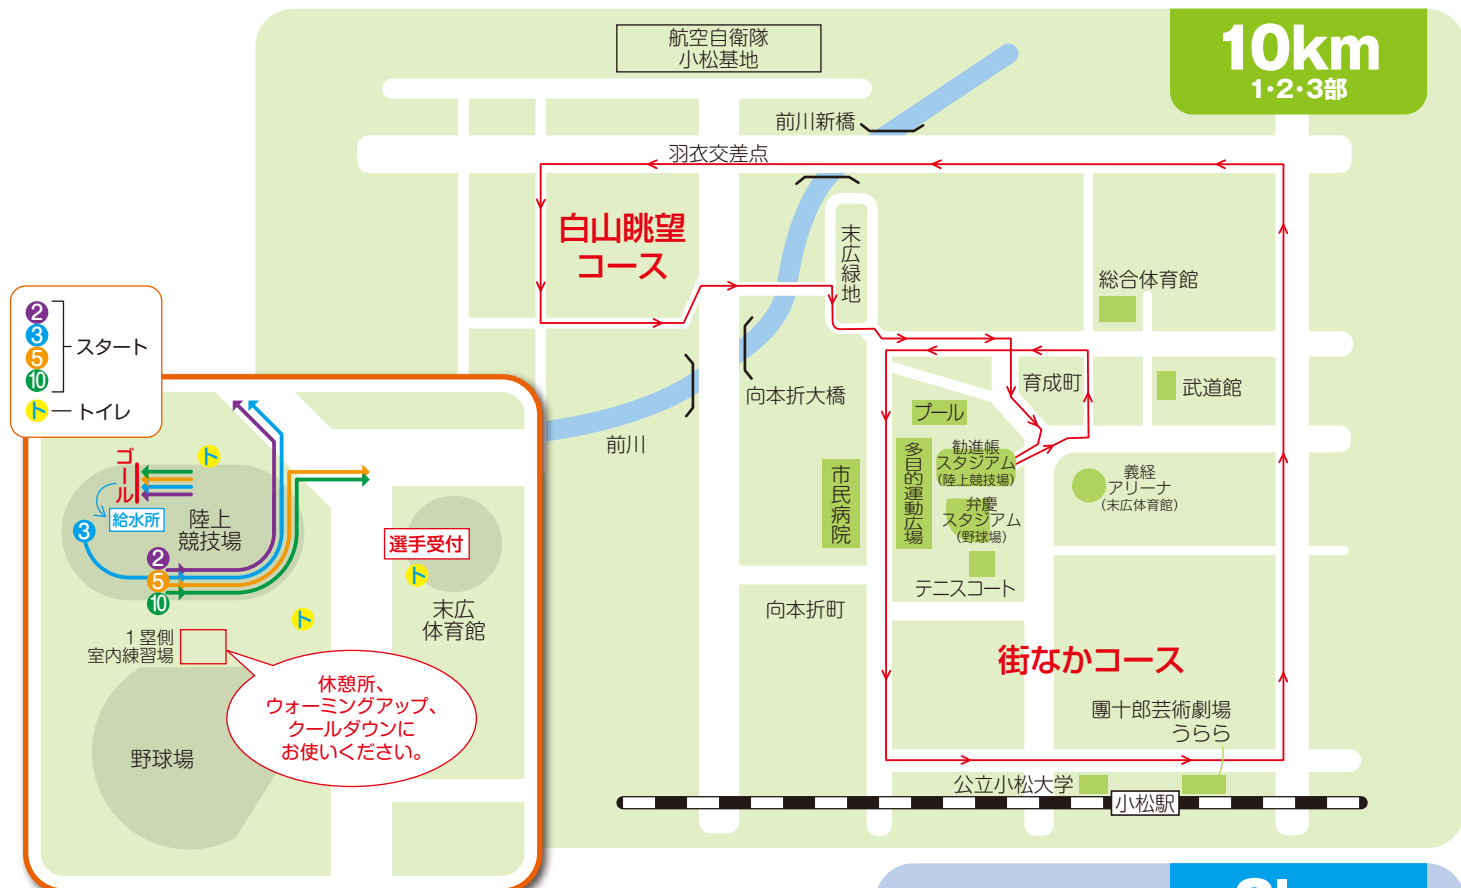 航空自衛隊
小松基地
10km
1・2・3部
前川新橋
羽衣交差点
白山眺望
コース
末広緑地
総合体育館
2
3
5
10
スタート
ト
トイレ
向本折大橋
前川
育成町
武道館
プール
多目的運動広場
勧進帳
スタジアム
(陸上競技場)
市民病院
義経
アリーナ
(末広体育館)
弁慶
スタジアム
(野球場)
テニスコート
向本折町
街なかコース
團十郎芸術劇場
うらら
公立小松大学
小松駅
ゴール
ト
給水所
3
陸上
競技場
選手受付
2
5
10
ト
ト
末広
体育館
1塁側
室内練習場
休憩所、
ウォーミングアップ、
クールダウンに
お使いください。
野球場